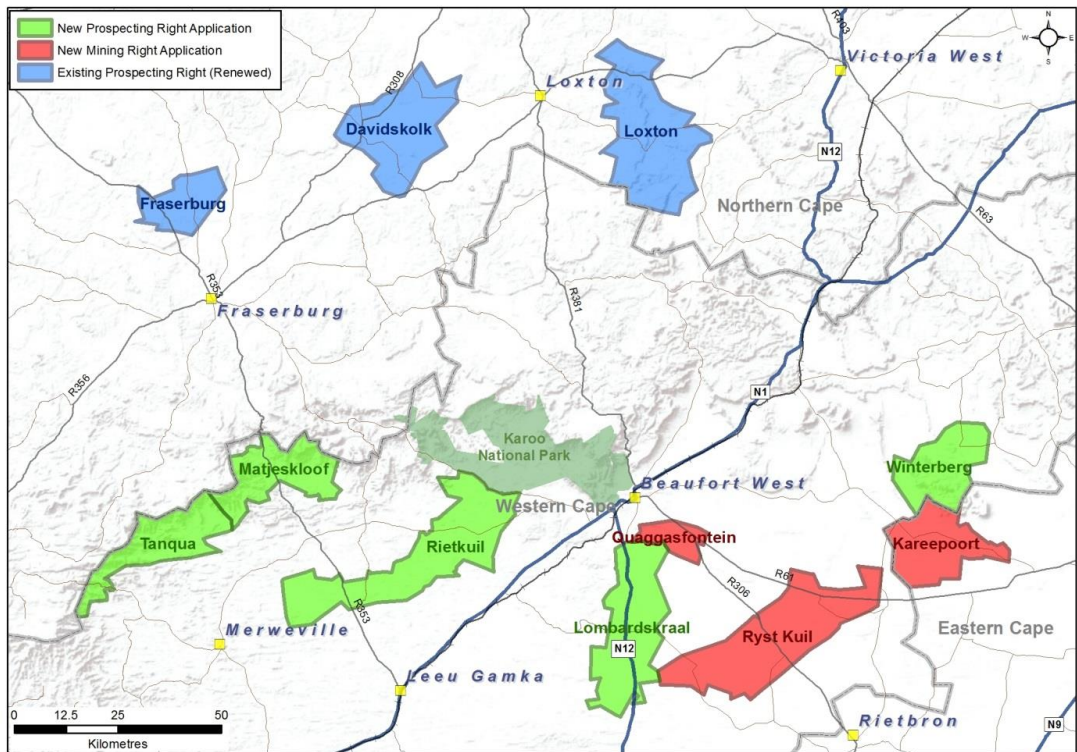 New Prospecting Right Application
New Mining Right Application
Existing Prospecting Right (Renewed)
N
W
E
S
R403
Victoria West
R308
Loxton
Davidskolk
Loxton
N12
Fraserburg
Northern Cape
R63
R353
Fraserburg
R381
R356
N1
Karoo
National Park
Matjeskloof
Winterberg
Beaufort West
Western Cape
Tanqua
Rietkuil
Quaggasfontein
Kareepoort
R61
R306
R353
Merweville
Lombardskraal
Ryst Kuil
Eastern Cape
N12
Leeu Gamka
Rietbron
N9
0 12.5 25 50
Kilometres